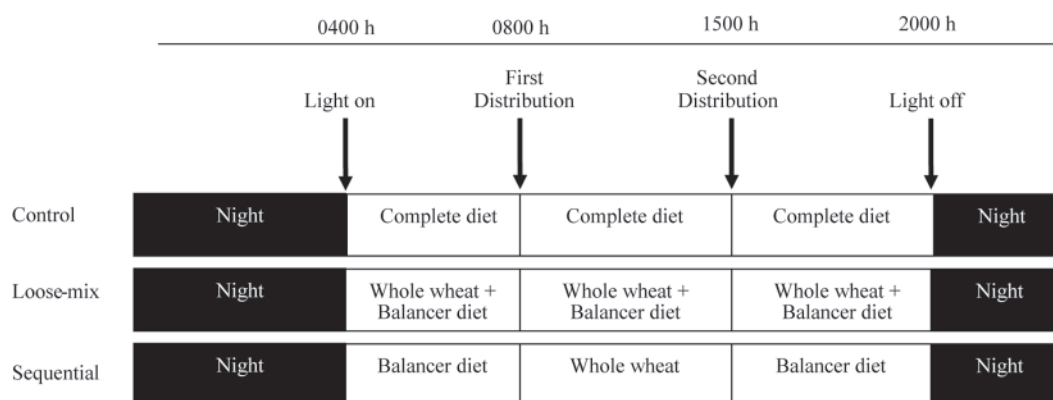 0400 h 0800 h 1500 h 2000 h
First Distribution
Second Distribution
Light on
Light off
Control
Night
Complete diet
Complete diet
Complete diet
Night
Loose-mix
Night
Whole wheat +
Balancer diet
Whole wheat +
Balancer diet
Whole wheat +
Balancer diet
Night
Sequential
Night
Balancer diet
Whole wheat
Balancer diet
Night